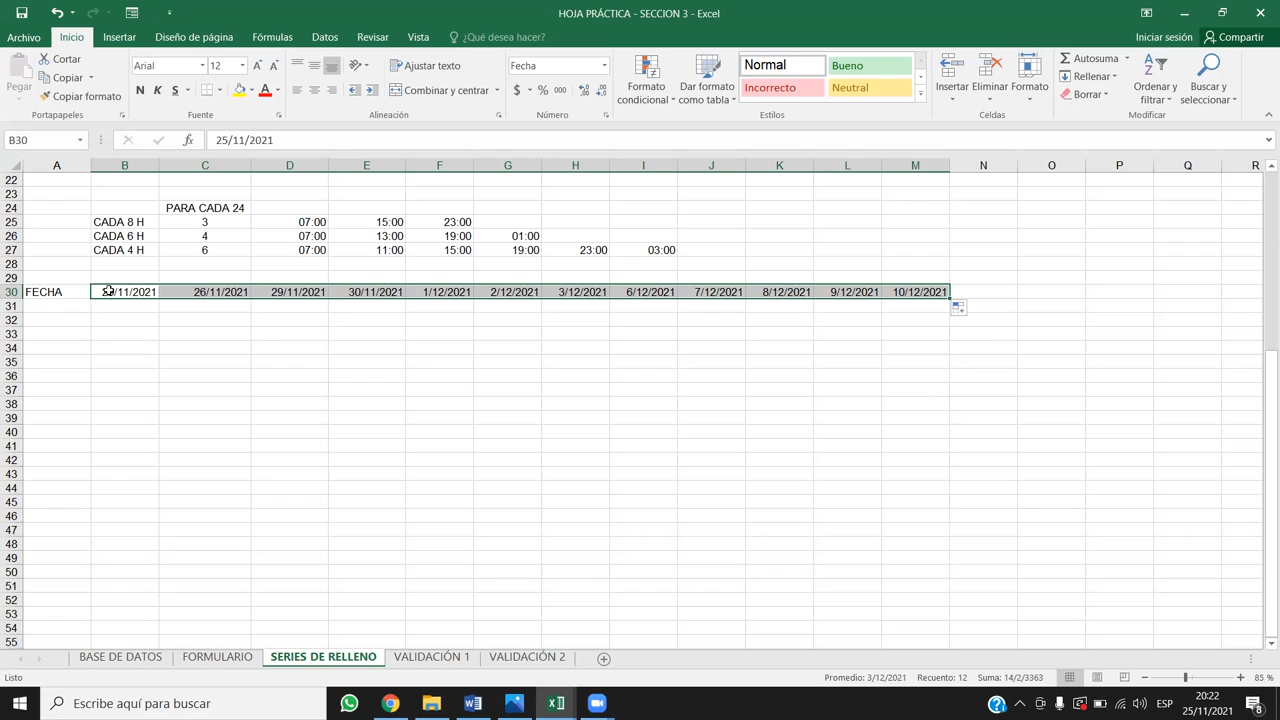 HOJA PRÁCTICA - SECCION 3 - Excel
Archivo Inicio Insertar Diseño de página Fórmulas Datos Revisar Vista ¿Qué desea hacer? Iniciar sesión Compartir
Pegar Cortar Copiar Copiar formato Portapapeles
Arial 12 N K S A Fuente
Ajustar texto Combinar y centrar Alineación
Fecha $ % 000 Número
Formato condicional Dar formato como tabla
Normal Bueno Incorrecto Neutral Estilos
Insertar Eliminar Formato Celdas
Autosuma Rellenar Borrar Ordenar y filtrar Buscar y seleccionar Modificar
B30 fx 25/11/2021
A B C D E F G H I J K L M N O P Q R
22
23
24 PARA CADA 24
25 CADA 8 H 3 07:00 15:00 23:00
26 CADA 6 H 4 07:00 13:00 19:00 01:00
27 CADA 4 H 6 07:00 11:00 15:00 19:00 23:00 03:00
28
29
30 FECHA 25/11/2021 26/11/2021 29/11/2021 30/11/2021 1/12/2021 2/12/2021 3/12/2021 6/12/2021 7/12/2021 8/12/2021 9/12/2021 10/12/2021
31
32
33
34
35
36
37
38
39
40
41
42
43
44
45
46
47
48
49
50
51
52
53
54
55
BASE DE DATOS FORMULARIO SERIES DE RELLENO VALIDACIÓN 1 VALIDACIÓN 2
Listo Promedio: 3/12/2021 Recuento: 12 Suma: 14/2/3363 85 %
Escribe aquí para buscar ESP 20:22
25/11/2021 8